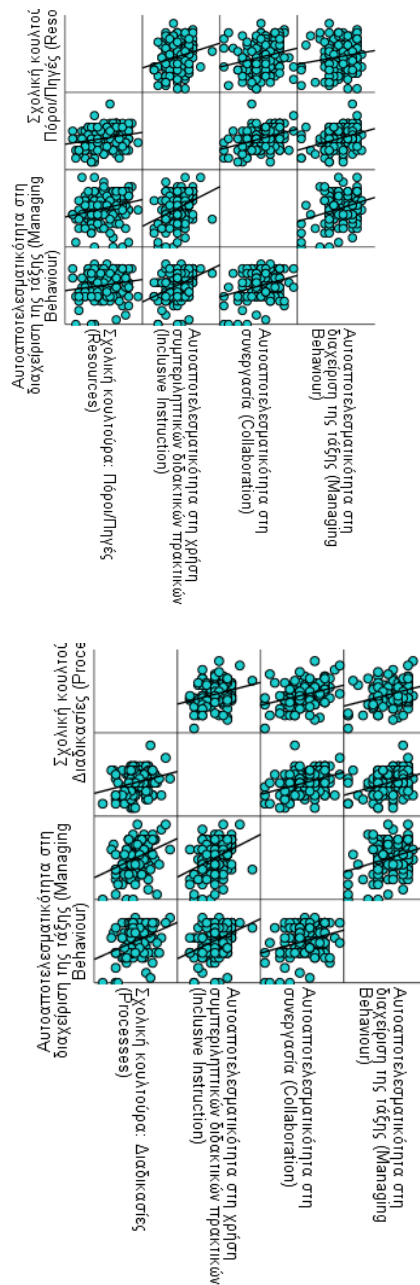 Σχολική κουλτού
Πόροι/Πηγές (Reso
Αυτοαποτελεσματικότητα στη
διαχείριση της τάξης (Managing
Behaviour)
Σχολική κουλτούρα: Πόροι/Πηγές
(Resources)
Αυτοαποτελεσματικότητα στη χρήση
συμπεριληπτικών διδακτικών πρακτικών
(Inclusive Instruction)
Αυτοαποτελεσματικότητα στη
συνεργασία (Collaboration)
Αυτοαποτελεσματικότητα στη
διαχείριση της τάξης (Managing
Behaviour)
Σχολική κουλτού
Διαδικασίες (Proce
Αυτοαποτελεσματικότητα στη
διαχείριση της τάξης (Managing
Behaviour)
Σχολική κουλτούρα: Διαδικασίες
(Processes)
Αυτοαποτελεσματικότητα στη χρήση
συμπεριληπτικών διδακτικών πρακτικών
(Inclusive Instruction)
Αυτοαποτελεσματικότητα στη
συνεργασία (Collaboration)
Αυτοαποτελεσματικότητα στη
διαχείριση της τάξης (Managing
Behaviour)